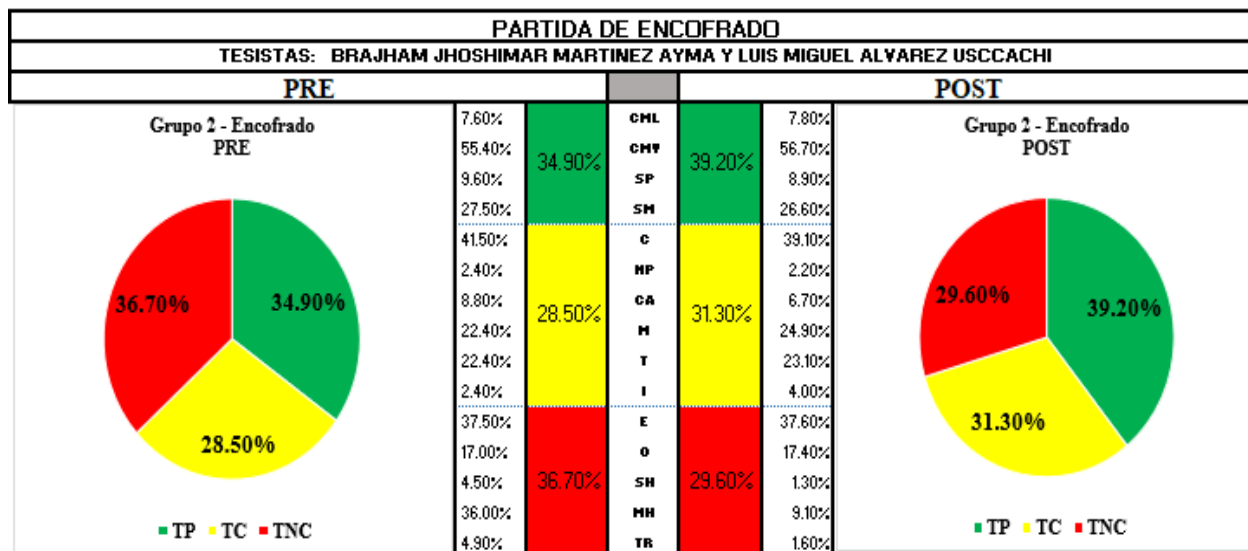 PARTIDA DE ENCOFRADO
TESISTAS: BRAJHAM JHOSHIMAR MARTINEZ AYMA Y LUIS MIGUEL ALVAREZ USCCACHI
PRE POST
Grupo 2 - Encofrado
PRE
36.70%
34.90%
28.50%
TP TC TNC
7.60% CML 7.80%
55.40% CMV 56.70%
34.90% 39.20%
9.60% SP 8.90%
27.50% SM 26.60%
41.50% C 39.10%
2.40% NP 2.20%
8.80% CA 6.70%
28.50% 31.30%
22.40% M 24.90%
22.40% T 23.10%
2.40% I 4.00%
37.50% E 37.60%
17.00% O 17.40%
4.50% 36.70% SH 29.60% 1.30%
36.00% MH 9.10%
4.90% TR 1.60%
Grupo 2 - Encofrado
POST
29.60%
39.20%
31.30%
TP TC TNC